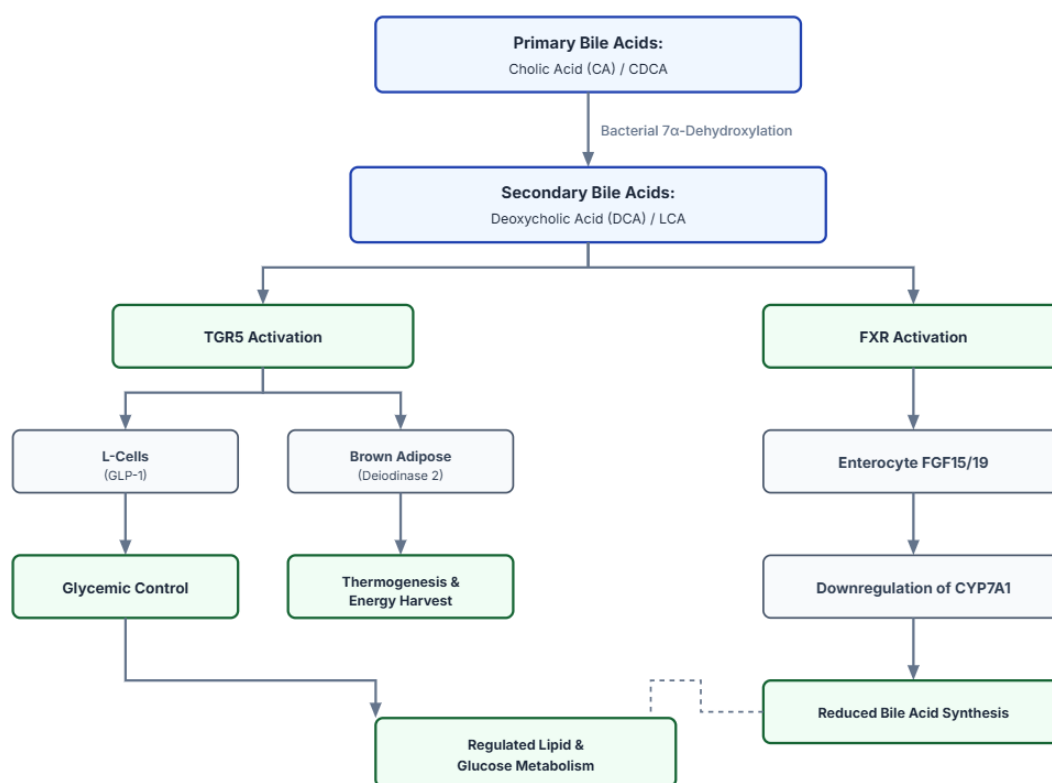 Primary Bile Acids:
Cholic Acid (CA) / CDCA
Bacterial 7α-Dehydroxylation
Secondary Bile Acids:
Deoxycholic Acid (DCA) / LCA
TGR5 Activation
FXR Activation
L-Cells
(GLP-1)
Brown Adipose
(Deiodinase 2)
Enterocyte FGF15/19
Glycemic Control
Thermogenesis &
Energy Harvest
Downregulation of CYP7A1
Reduced Bile Acid Synthesis
Regulated Lipid &
Glucose Metabolism